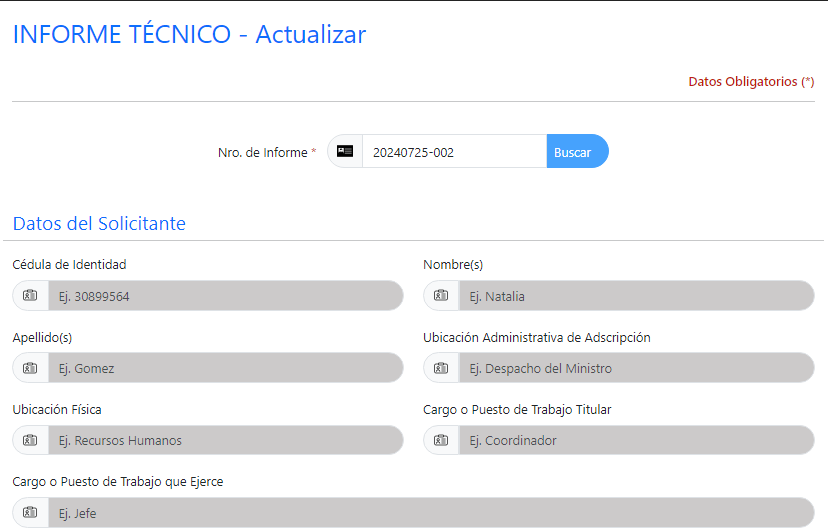 INFORME TÉCNICO - Actualizar
Datos Obligatorios (*)
Nro. de Informe * 20240725-002 Buscar
Datos del Solicitante
Cédula de Identidad Nombre(s)
Ej. 30899564 Ej. Natalia
Apellido(s) Ubicación Administrativa de Adscripción
Ej. Gomez Ej. Despacho del Ministro
Ubicación Física Cargo o Puesto de Trabajo Titular
Ej. Recursos Humanos Ej. Coordinador
Cargo o Puesto de Trabajo que Ejerce
Ej. Jefe